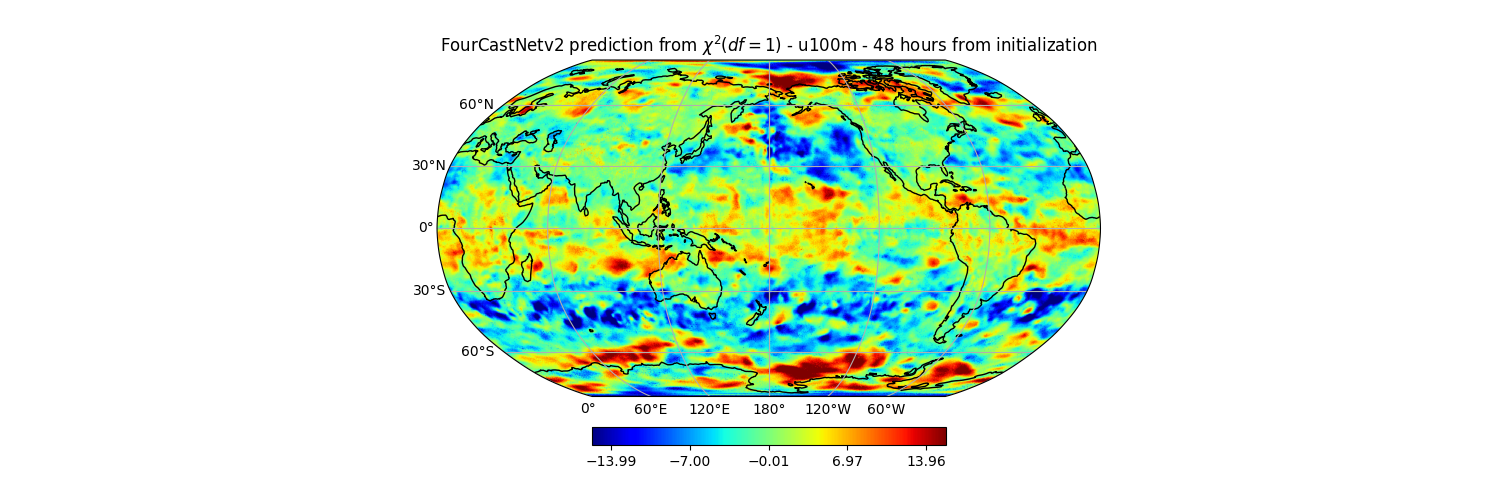 FourCastNetv2 prediction from χ²(df = 1) - u100m - 48 hours from initialization
60°N
30°N
0°
30°S
60°S
0° 60°E 120°E 180° 120°W 60°W
−13.99 −7.00 −0.01 6.97 13.96